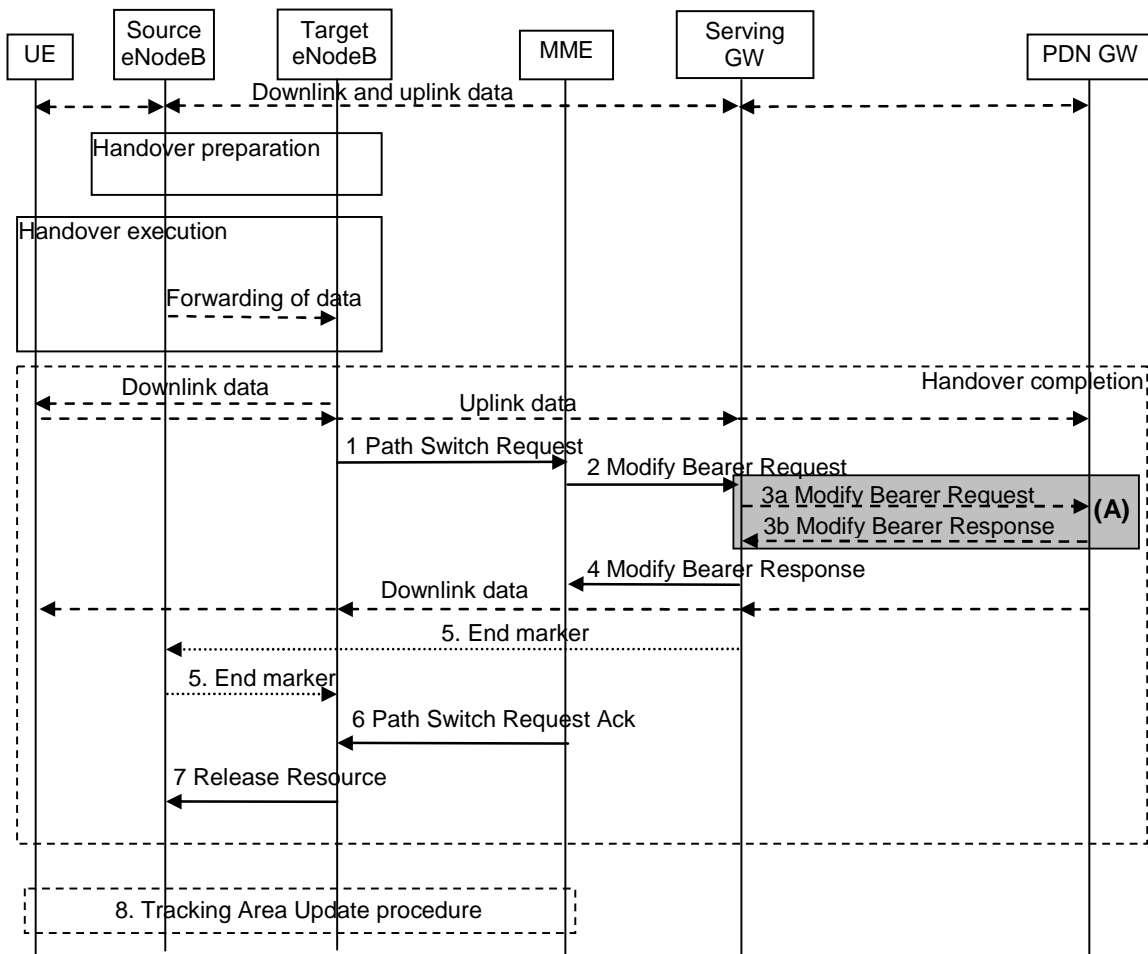 UE
Source
eNodeB
Target
eNodeB
MME
Serving
GW
PDN GW
Downlink and uplink data
Handover preparation
Handover execution
Forwarding of data
Handover completion
Downlink data
Uplink data
1 Path Switch Request
2 Modify Bearer Request
3a Modify Bearer Request
(A)
3b Modify Bearer Response
4 Modify Bearer Response
Downlink data
5. End marker
5. End marker
6 Path Switch Request Ack
7 Release Resource
8. Tracking Area Update procedure